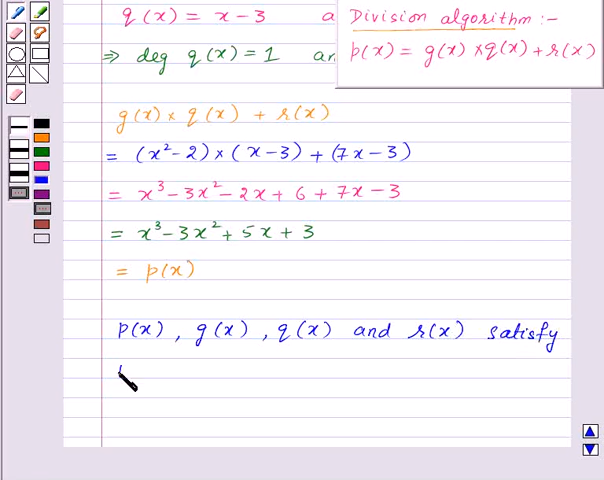 q(x) = x - 3 a
Division algorithm :-
⇒ deg q(x) = 1 an
p(x) = g(x) × q(x) + r(x)
g(x) × q(x) + r(x)
= (x² - 2) × (x - 3) + (7x - 3)
= x³ - 3x² - 2x + 6 + 7x - 3
= x³ - 3x² + 5x + 3
= p(x)
p(x) , g(x) , q(x) and r(x) satisfy